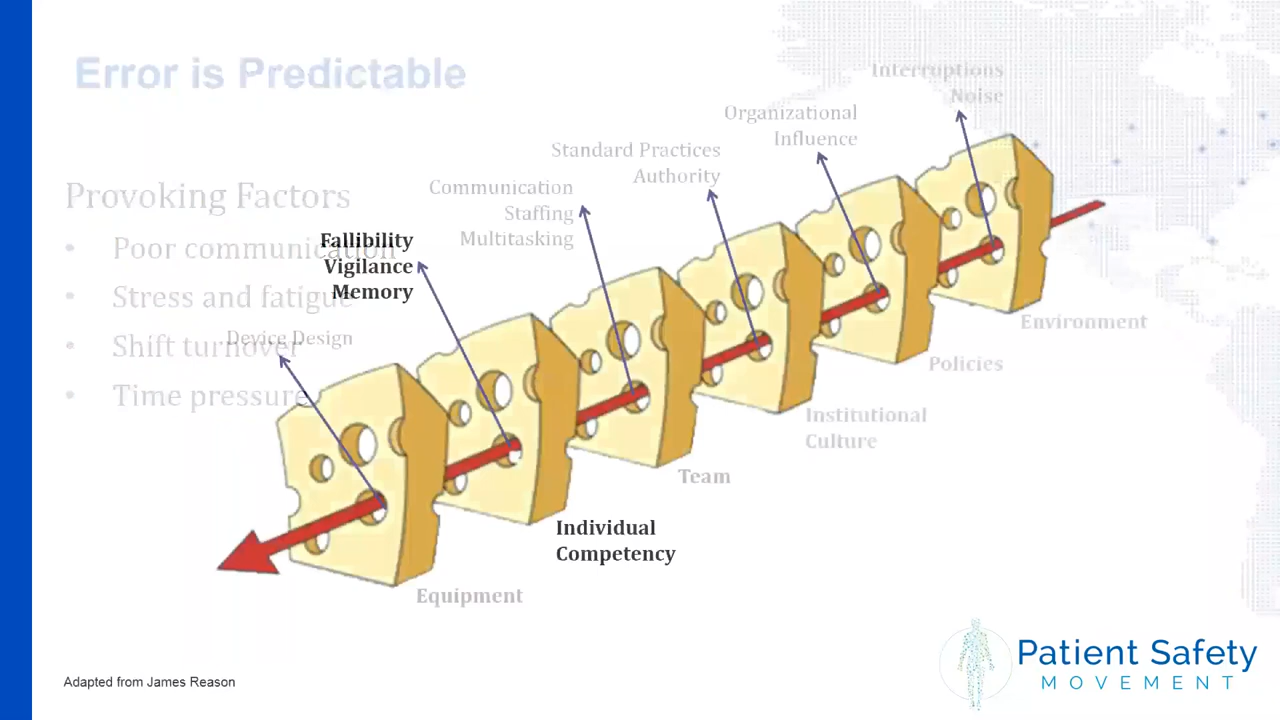 Error is Predictable
Provoking Factors
• Poor communication
• Stress and fatigue
• Shift turnover
• Time pressure
Interruptions
Noise
Organizational
Influence
Standard Practices
Authority
Communication
Staffing
Multitasking
Fallibility
Vigilance
Memory
Device Design
Environment
Policies
Institutional
Culture
Team
Individual
Competency
Equipment
Adapted from James Reason
Patient Safety
MOVEMENT